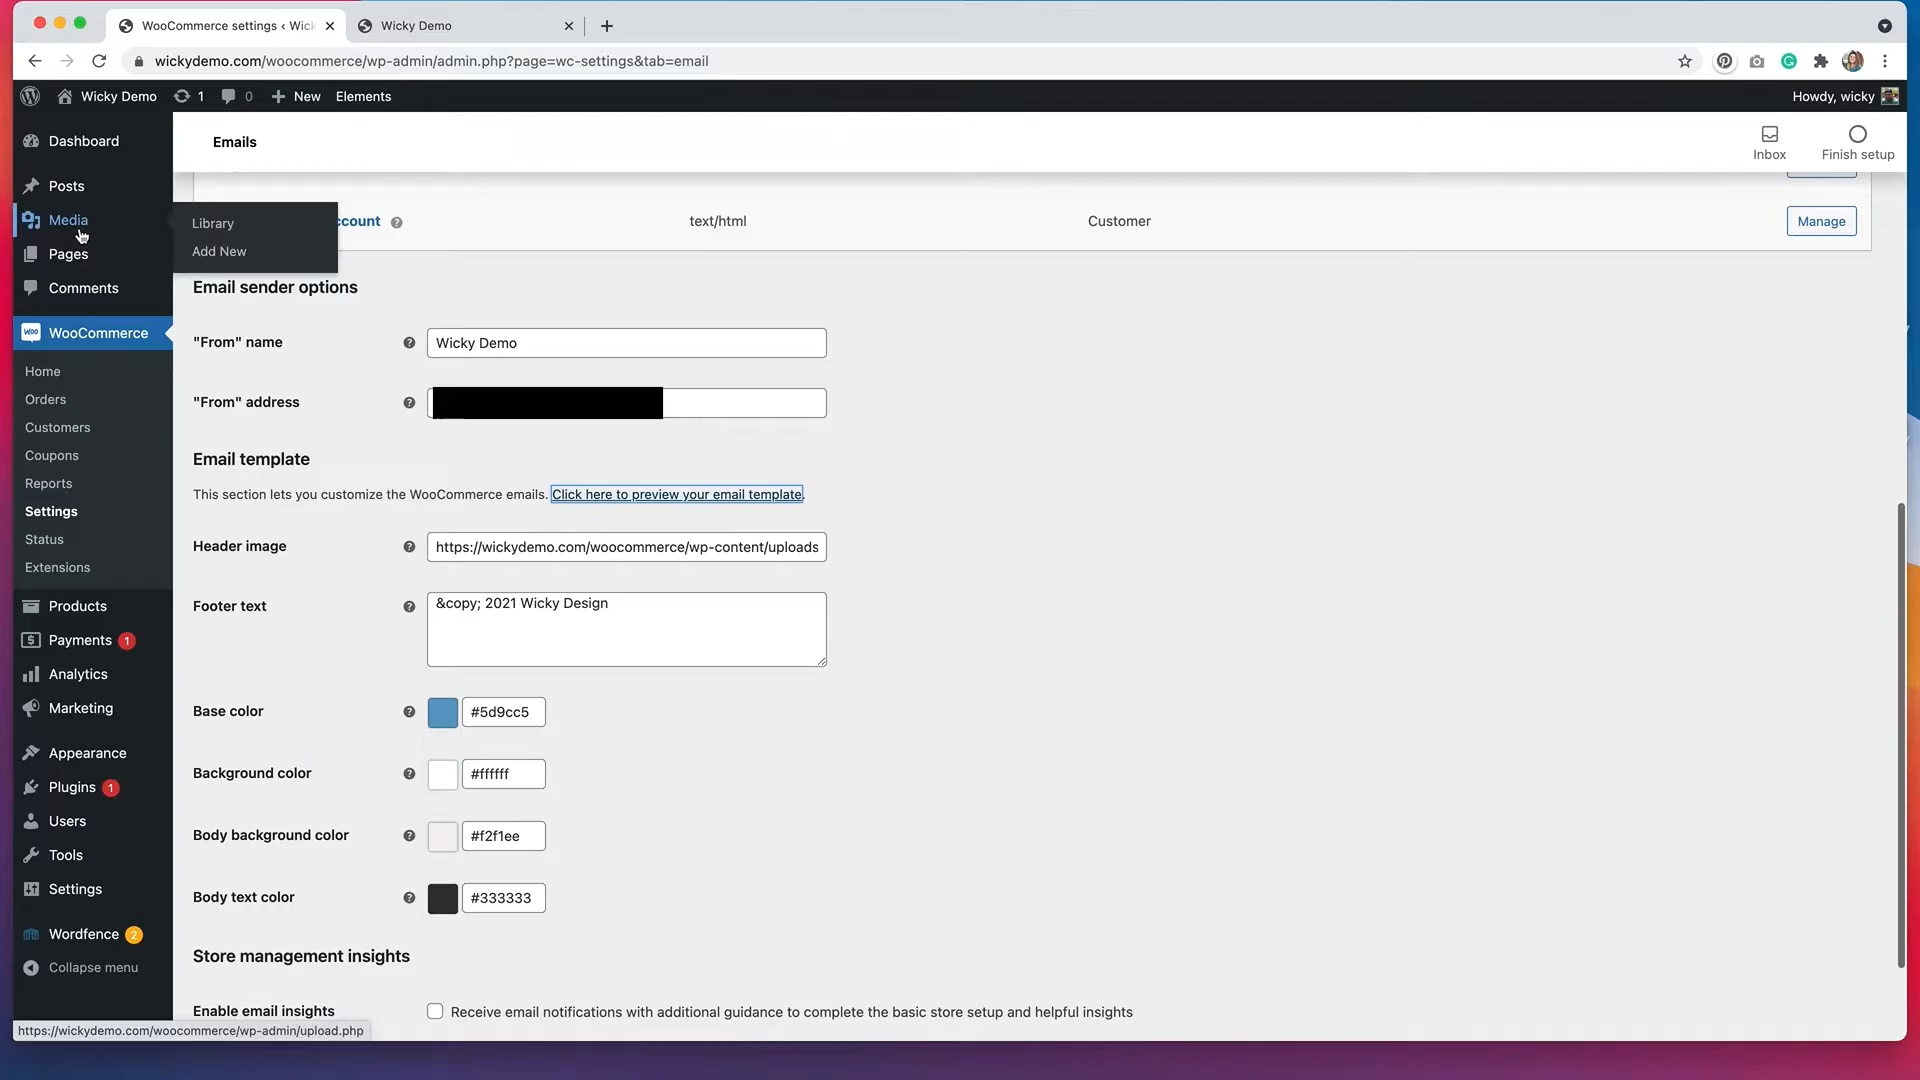 WooCommerce settings ‹ Wick
Wicky Demo
wickydemo.com/woocommerce/wp-admin/admin.php?page=wc-settings&tab=email
Wicky Demo
1
0
New
Elements
Howdy, wicky
Dashboard
Posts
Media
Pages
Comments
WooCommerce
Home
Orders
Customers
Coupons
Reports
Settings
Status
Extensions
Products
Payments 1
Analytics
Marketing
Appearance
Plugins 1
Users
Tools
Settings
Wordfence 2
Collapse menu
Library
Add New
Emails
Inbox
Finish setup
ccount
text/html
Customer
Manage
Email sender options
"From" name
Wicky Demo
"From" address
Email template
This section lets you customize the WooCommerce emails. Click here to preview your email template.
Header image
https://wickydemo.com/woocommerce/wp-content/uploads
Footer text
&copy; 2021 Wicky Design
Base color
#5d9cc5
Background color
#ffffff
Body background color
#f2f1ee
Body text color
#333333
Store management insights
Enable email insights
Receive email notifications with additional guidance to complete the basic store setup and helpful insights
https://wickydemo.com/woocommerce/wp-admin/upload.php